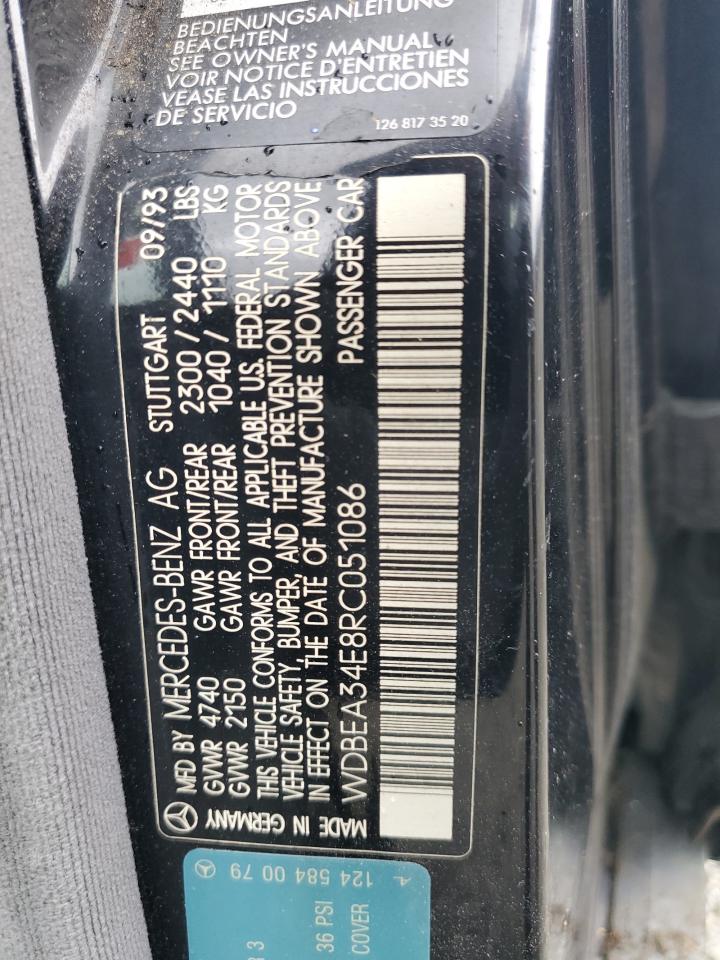 BEDIENUNGSANLEITUNG
BEACHTEN
SEE OWNER'S MANUAL
VOIR NOTICE D'ENTRETIEN
VEASE LAS INSTRUCCIONES
DE SERVICIO
126 817 35 20
MFD BY MERCEDES-BENZ AG STUTTGART 09/93
GVWR 4740 GAWR FRONT/REAR 2300 / 2440 LBS
GVWR 2150 GAWR FRONT/REAR 1040 / 1110 KG
THIS VEHICLE CONFORMS TO ALL APPLICABLE U.S. FEDERAL MOTOR
VEHICLE SAFETY, BUMPER, AND THEFT PREVENTION STANDARDS
IN EFFECT ON THE DATE OF MANUFACTURE SHOWN ABOVE
WDBEA34E8RC051086 PASSENGER CAR
MADE IN GERMANY
A 124 584 00 79
36 PSI
COVER